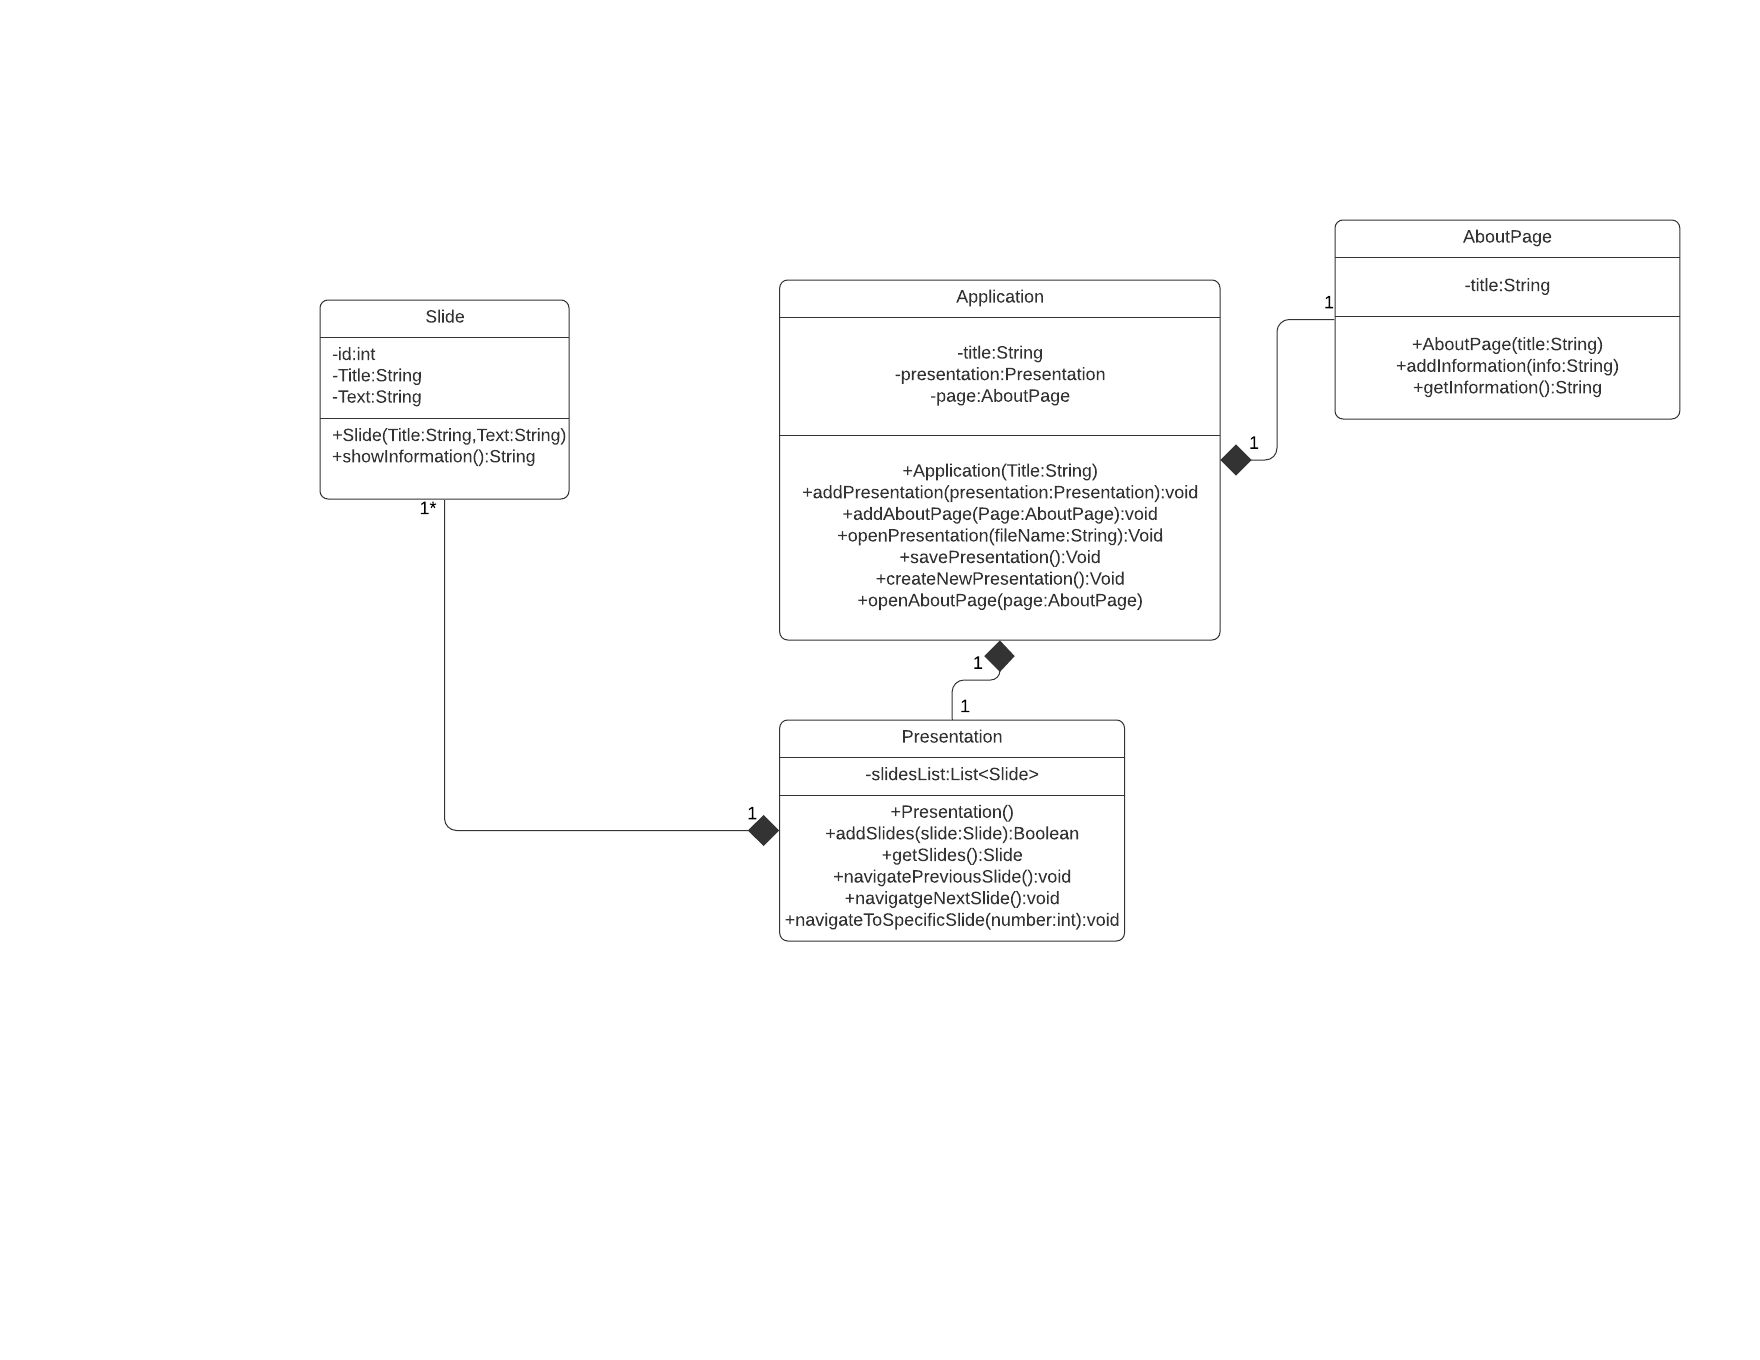 Slide
-id:int
-Title:String
-Text:String
+Slide(Title:String,Text:String)
+showInformation():String
1*
Application
-title:String
-presentation:Presentation
-page:AboutPage
+Application(Title:String)
+addPresentation(presentation:Presentation):void
+addAboutPage(Page:AboutPage):void
+openPresentation(fileName:String):Void
+savePresentation():Void
+createNewPresentation():Void
+openAboutPage(page:AboutPage)
1
1
AboutPage
-title:String
+AboutPage(title:String)
+addInformation(info:String)
+getInformation():String
1
1
Presentation
-slidesList:List<Slide>
+Presentation()
+addSlides(slide:Slide):Boolean
+getSlides():Slide
+navigatePreviousSlide():void
+navigatgeNextSlide():void
+navigateToSpecificSlide(number:int):void
1